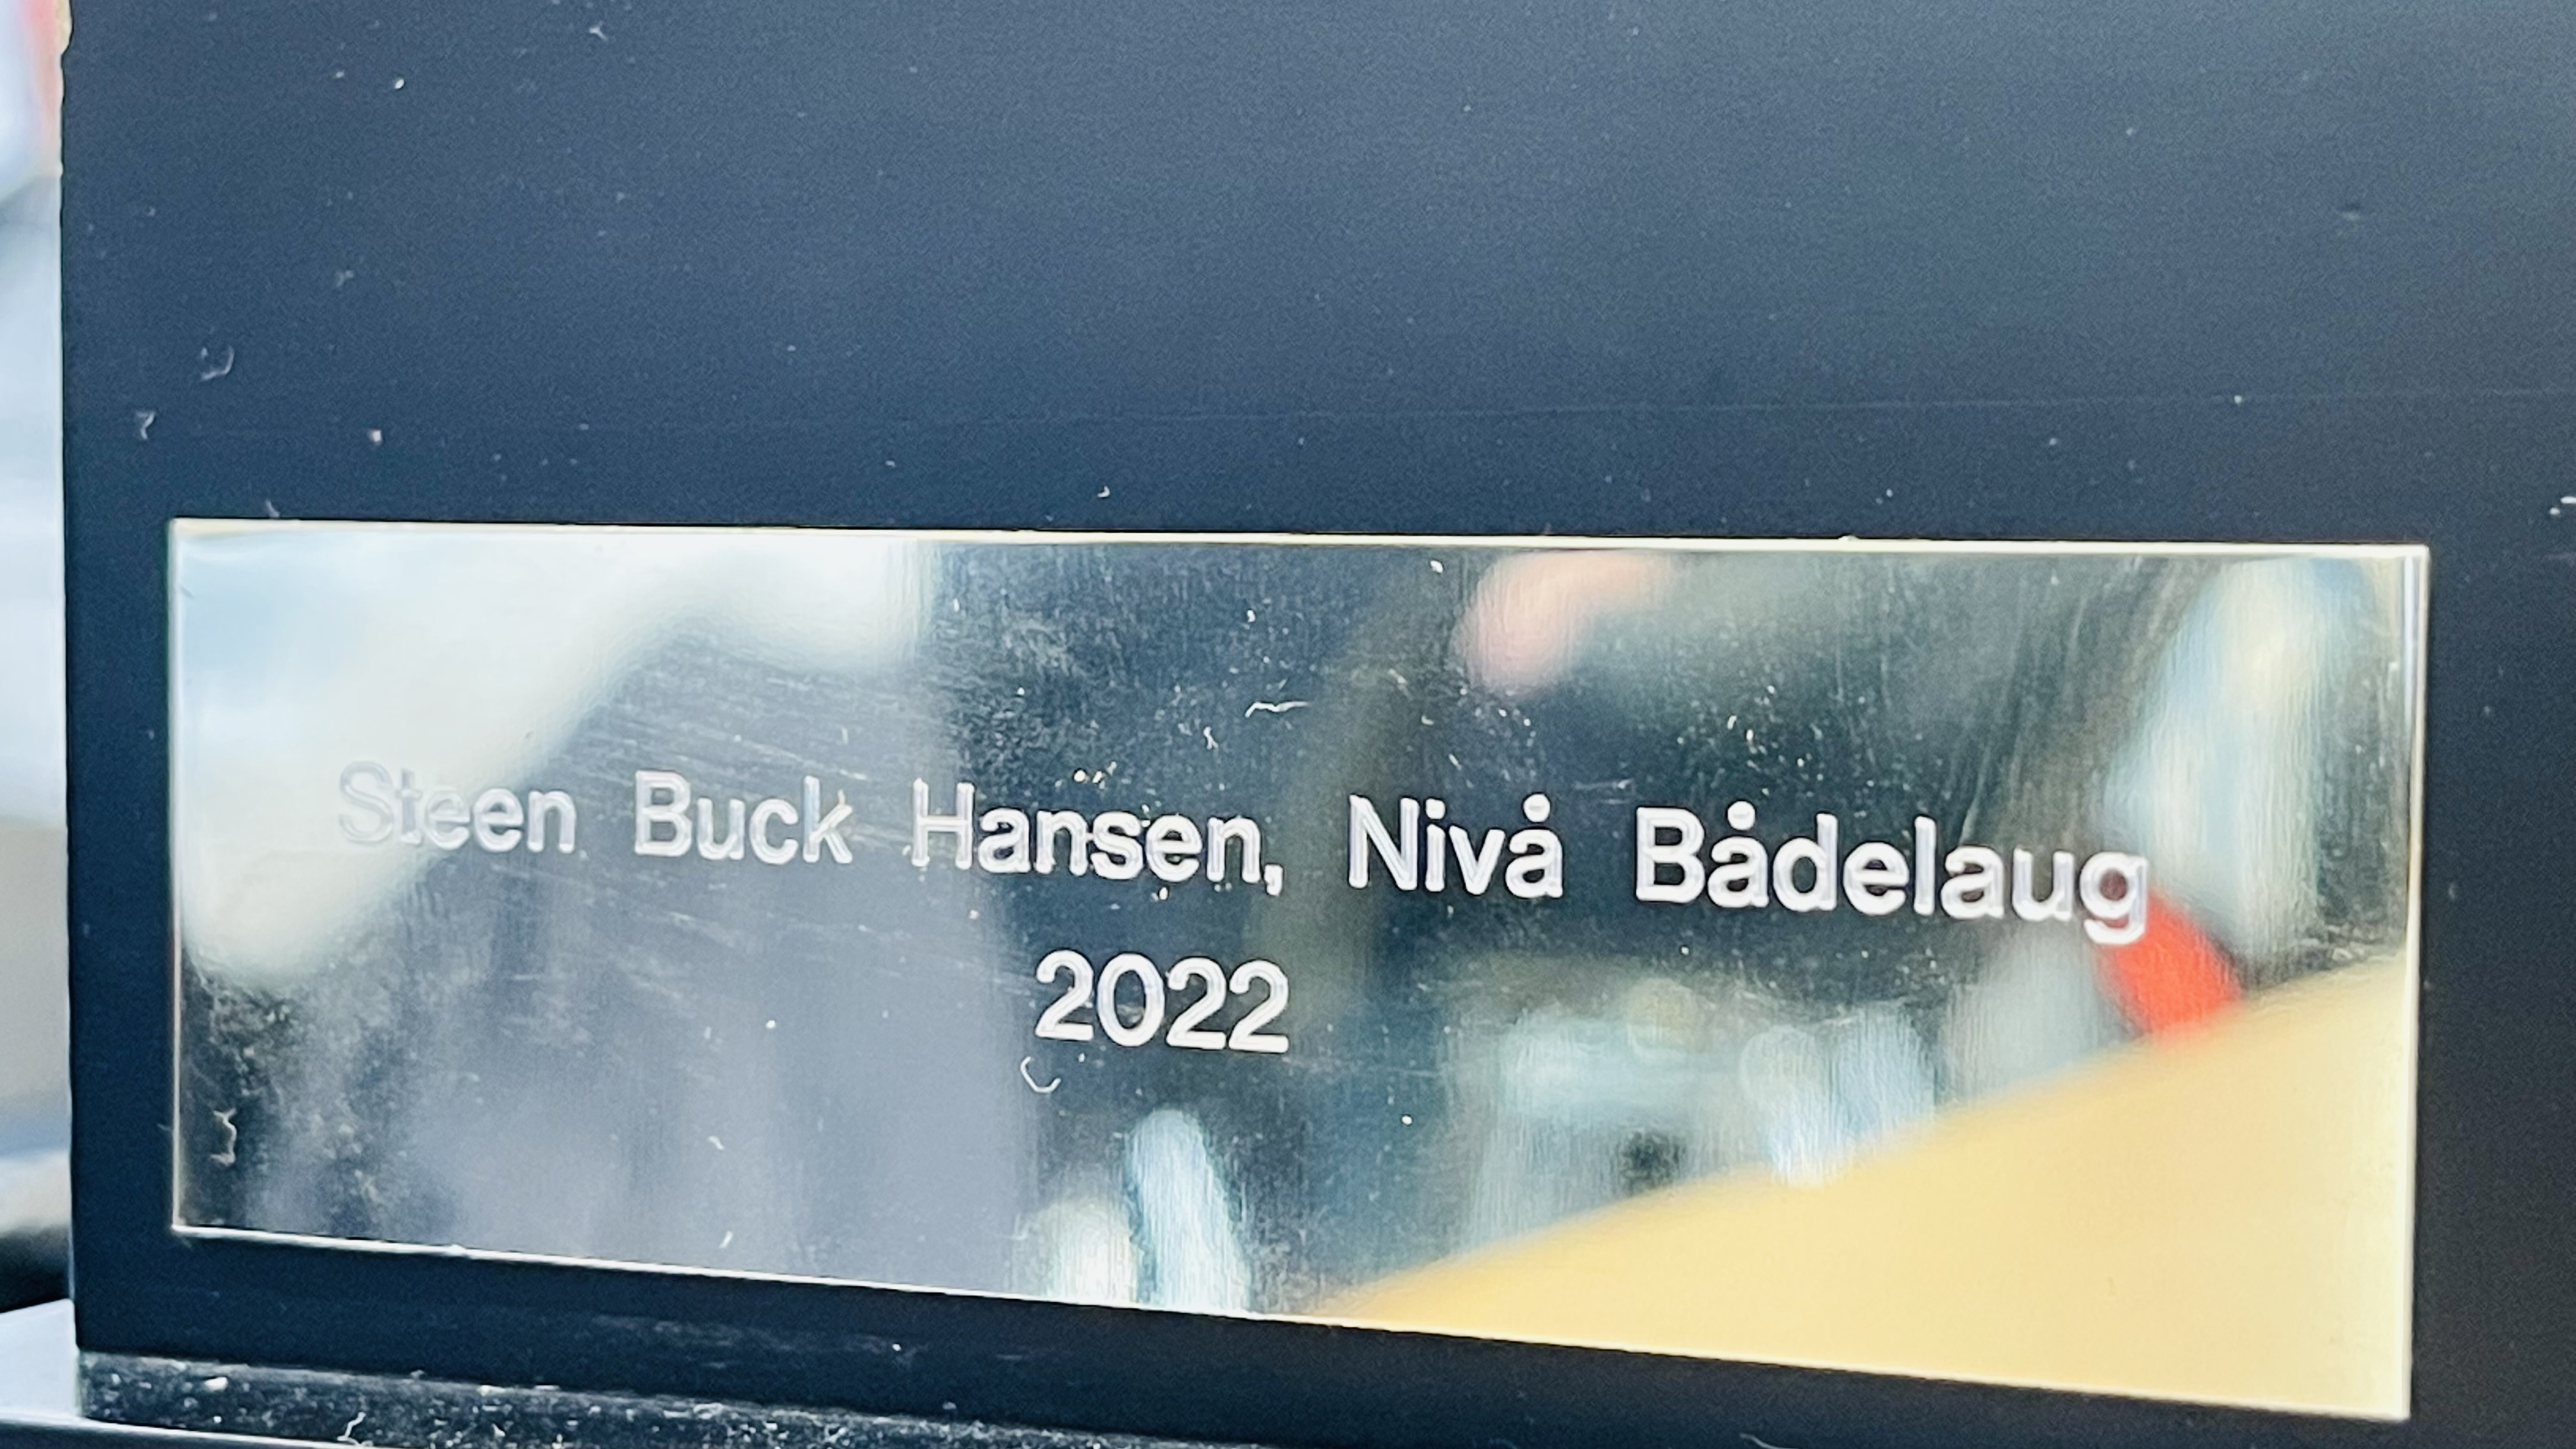 Steen Buck Hansen, Nivå Bådelaug
2022